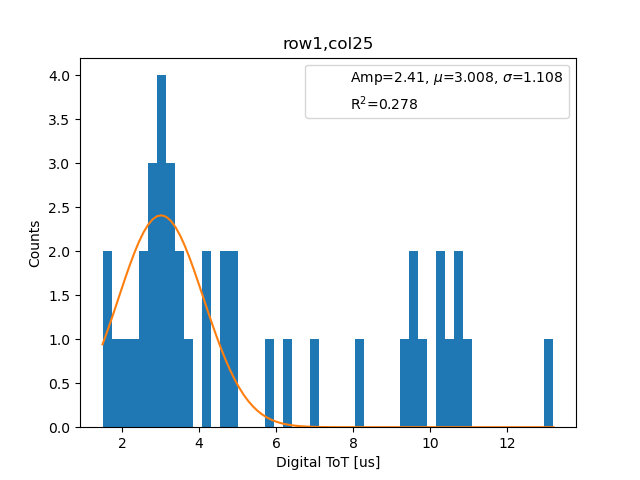 row1,col25
Amp=2.41, μ=3.008, σ=1.108
R²=0.278
4.0
3.5
3.0
2.5
2.0
1.5
1.0
0.5
0.0
Counts
2 4 6 8 10 12
Digital ToT [us]